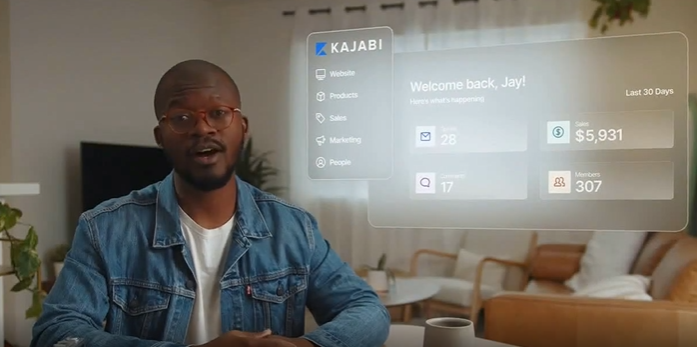 KAJABI
Website
Products
Sales
Marketing
People
Welcome back, Jay!
Here's what's happening
Last 30 Days
28
Sales
$5,931
17
Members
307